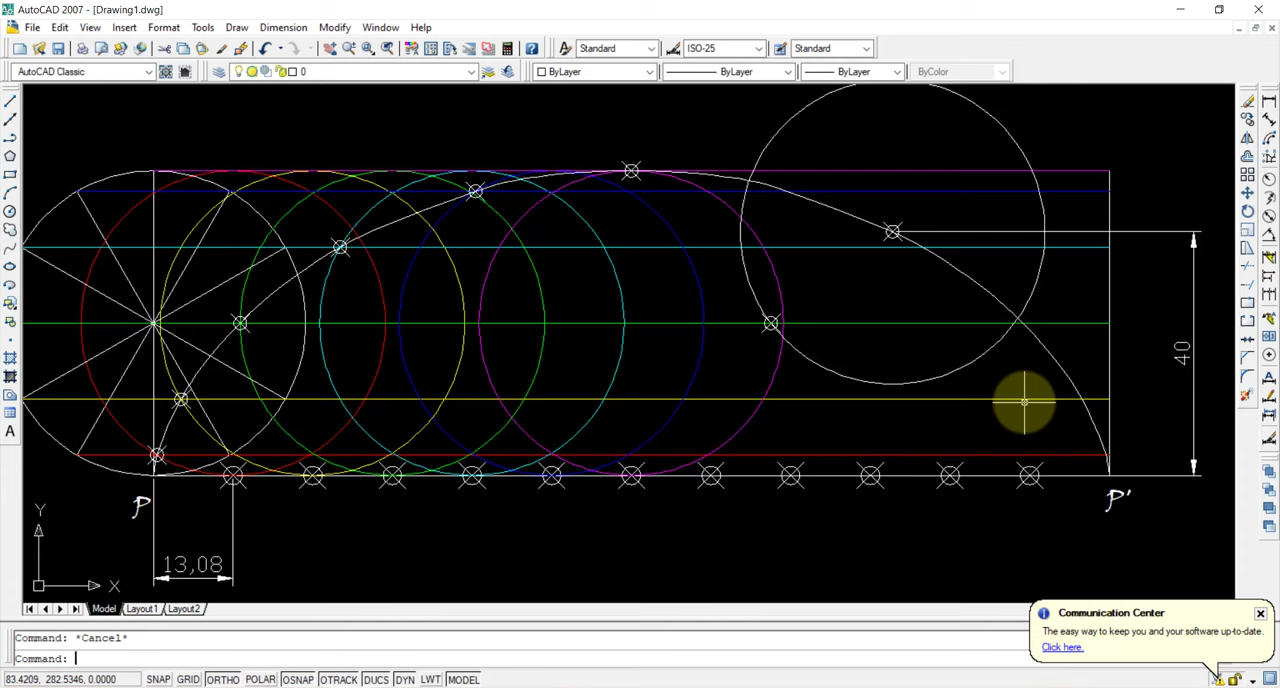 AutoCAD 2007 - [Drawing1.dwg]
File Edit View Insert Format Tools Draw Dimension Modify Window Help
Standard ISO-25 Standard
AutoCAD Classic 0 ByLayer ByLayer ByLayer ByColor
A
40
P
P'
13,08
Y
X
Model Layout1 Layout2
Communication Center
The easy way to keep you and your software up-to-date.
Click here.
Command: *Cancel*
Command:
83.4209, 282.5346, 0.0000 SNAP GRID ORTHO POLAR OSNAP OTRACK DUCS DYN LWT MODEL